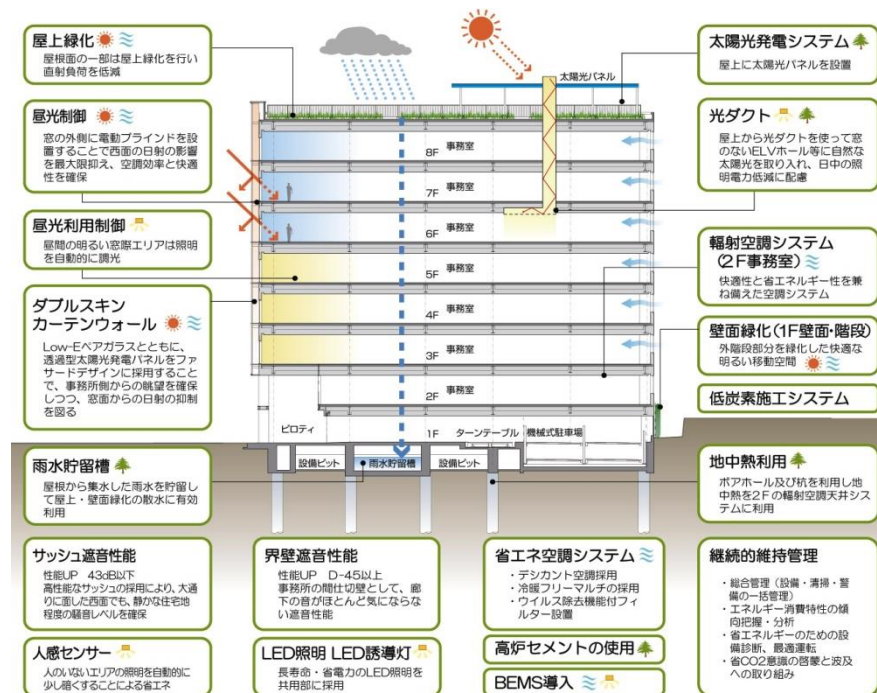 屋上緑化
屋根面の一部は屋上緑化を行い
直射負荷を低減
昼光制御
窓の外側に電動ブラインドを設
置することで西面の日射の影響
を最大限抑え、空調効率と快適
性を確保
昼光利用制御
昼間の明るい窓際エリアは照明
を自動的に調光
ダブルスキン
カーテンウォール
Low-Eペアガラスとともに、
透過型太陽光発電パネルをファ
サードデザインに採用すること
で、事務所側からの眺望を確保
しつつ、窓面からの日射の抑制
を図る
雨水貯留槽
屋根から集水した雨水を貯留し
て屋上・壁面緑化の散水に有効
利用
太陽光パネル
8F 事務室
7F 事務室
6F 事務室
5F 事務室
4F 事務室
3F 事務室
2F 事務室
ピロティ
1F ターンテーブル 機械式駐車場
設備ピット 雨水貯留槽 設備ピット
太陽光発電システム
屋上に太陽光パネルを設置
光ダクト
屋上から光ダクトを使って窓
のないELVホール等に自然な
太陽光を取り入れ、日中の照
明電力低減に配慮
輻射空調システム
(2F事務室)
快適性と省エネルギー性を兼
ね備えた空調システム
壁面緑化(1F壁面・階段)
外階段部分を緑化した快適な
明るい移動空間
低炭素施工システム
地中熱利用
ボアホール及び杭を利用し地
中熱を2Fの輻射空調天井シス
テムに利用
サッシュ遮音性能
性能UP 43dB以下
高性能なサッシュの採用により、大通
りに面した西面でも、静かな住宅地
程度の騒音レベルを確保
人感センサー
人のいないエリアの照明を自動的に
少し暗くすることによる省エネ
界壁遮音性能
性能UP D-45以上
事務所の間仕切壁として、廊
下の音がほとんど気にならな
い遮音性能
LED照明 LED誘導灯
長寿命・省電力のLED照明を
共用部に採用
省エネ空調システム
・デシカント空調採用
・冷暖フリーマルチの採用
・ウイルス除去機能付フィ
ルター設置
高炉セメントの使用
BEMS導入
継続的維持管理
・総合管理(設備・清掃・警
備の一括管理)
・エネルギー消費特性の傾
向把握・分析
・省エネルギーのための設
備診断、最適運転
・省CO2意識の啓蒙と波及
への取り組み